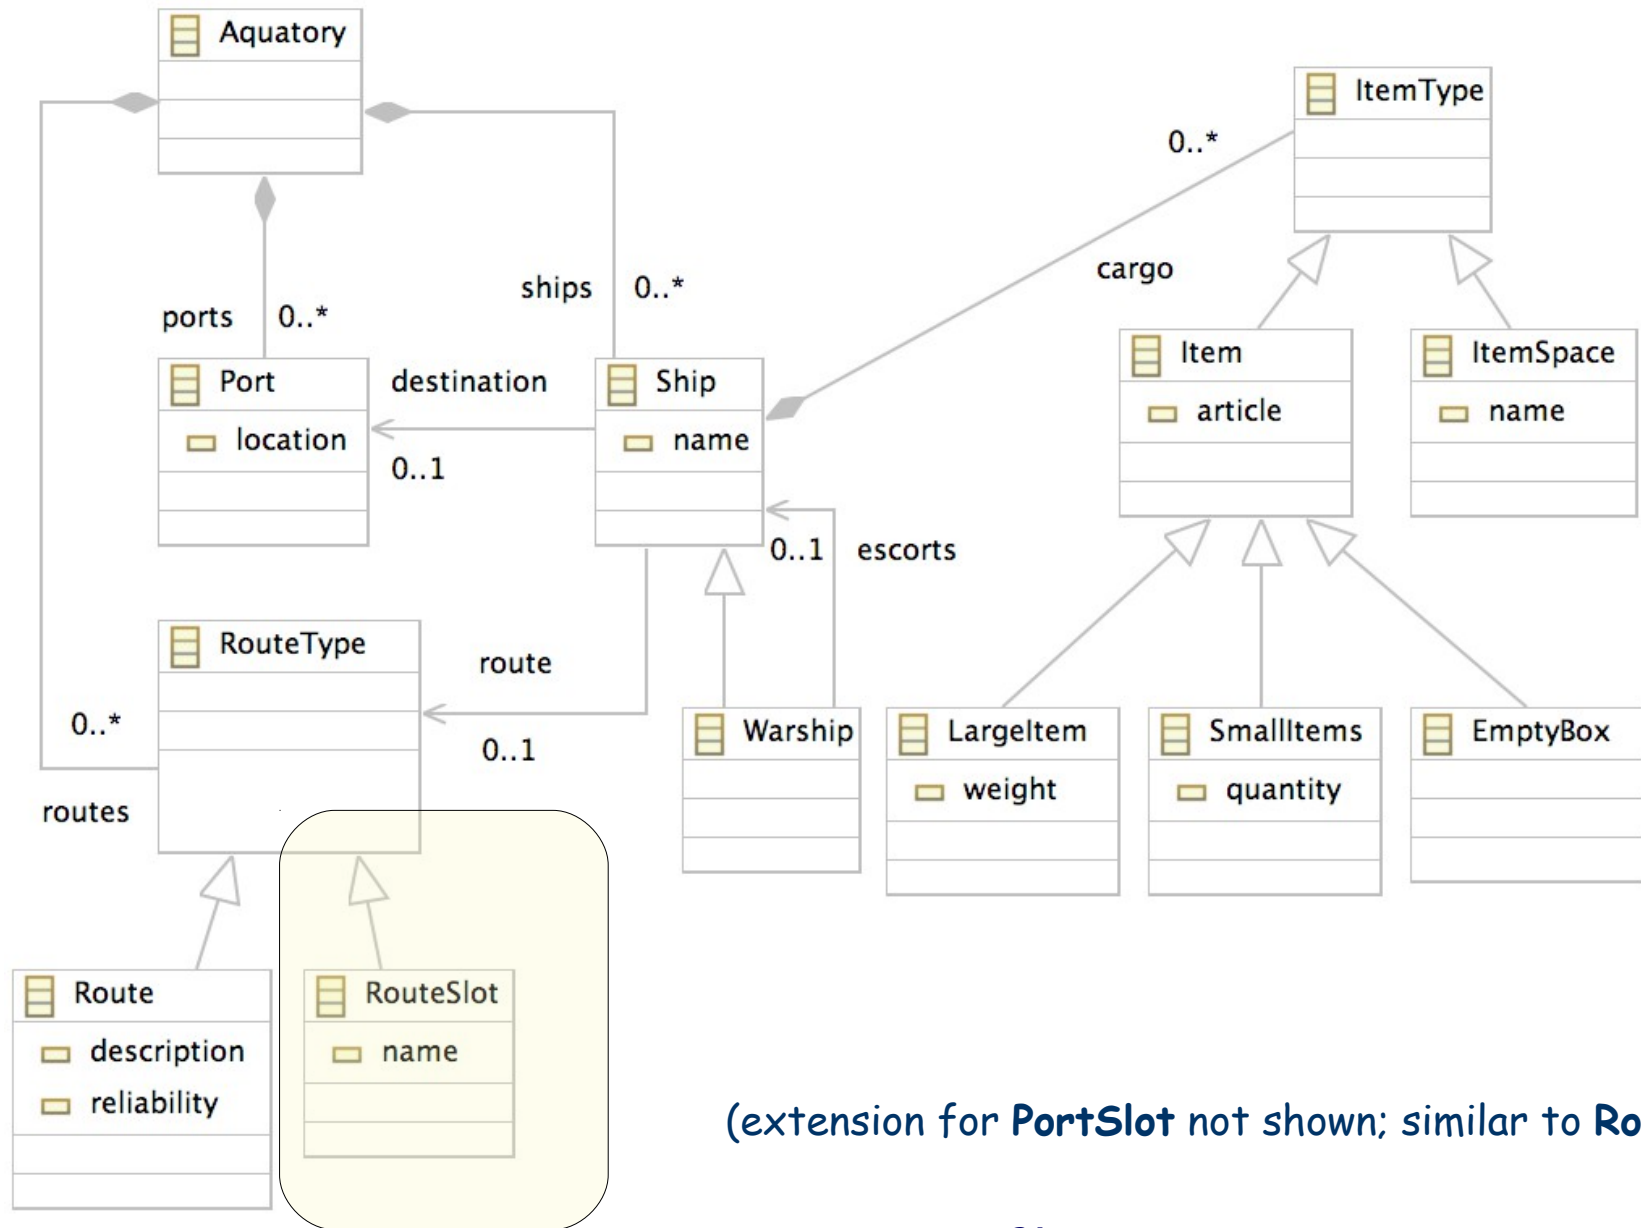 Aquatory
ItemType
0..*
cargo
ships
0..*
ports
0..*
Port
location
destination
0..1
Ship
name
Item
article
ItemSpace
name
0..1
escorts
RouteType
route
0..*
0..1
routes
Warship
LargeItem
weight
SmallItems
quantity
EmptyBox
Route
description
reliability
RouteSlot
name
(extension for PortSlot not shown; similar to